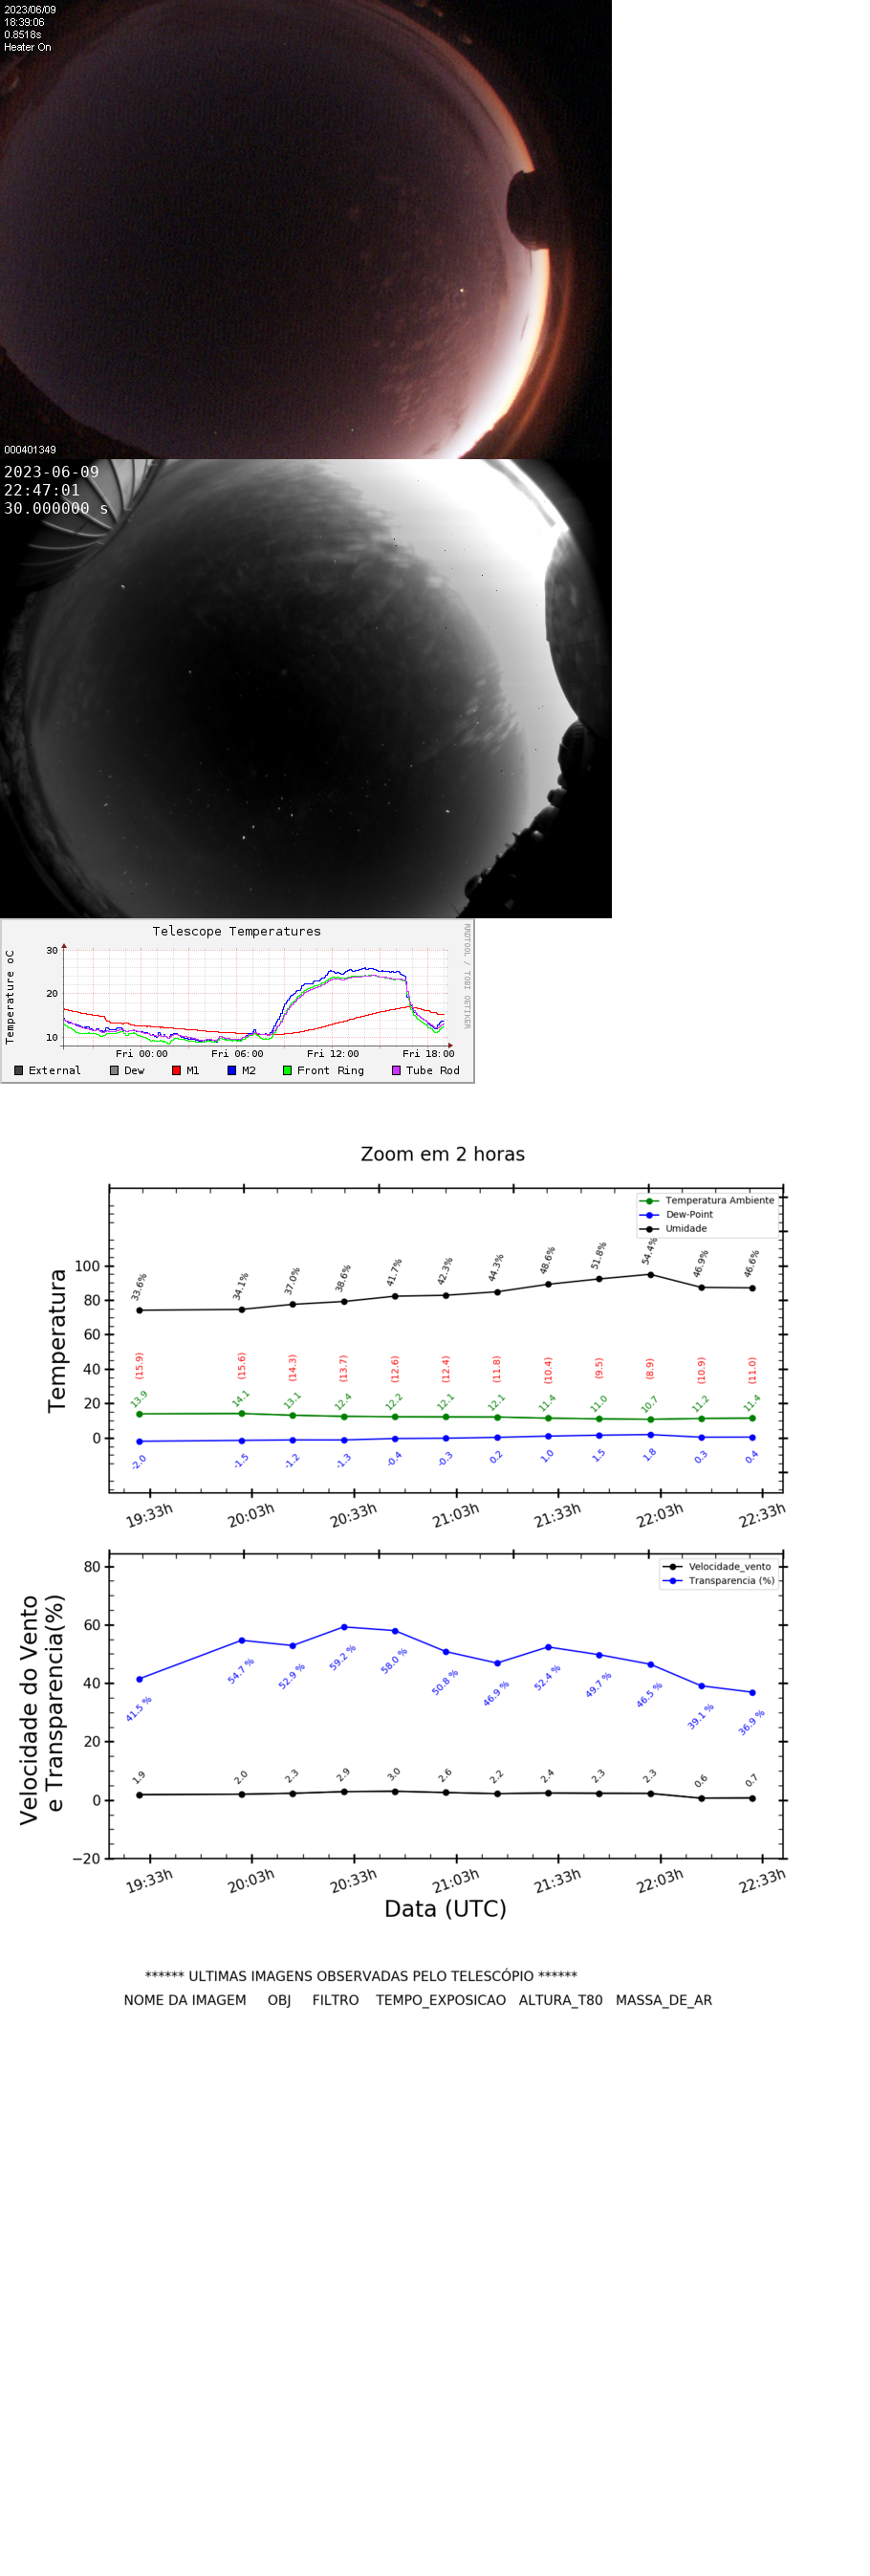 2023/06/09
18:39:06
0.8518s
Heater On
000401349
2023-06-09
22:47:01
30.000000 s
Telescope Temperatures
Temperature oC
RRDTOOL / TOBI OETIKER
30
20
10
Fri 00:00 Fri 06:00 Fri 12:00 Fri 18:00
External Dew M1 M2 Front Ring Tube Rod
Zoom em 2 horas
Temperatura
Temperatura Ambiente
Dew-Point
Umidade
100
80
60
40
20
0
33.6% 34.1% 37.0% 38.6% 41.7% 42.3% 44.3% 48.6% 51.8% 54.4% 46.9% 46.6%
(15.9) (15.6) (14.3) (13.7) (12.6) (12.4) (11.8) (10.4) (9.5) (8.9) (10.9) (11.0)
13.9 14.1 13.1 12.4 12.2 12.1 12.1 11.4 11.0 10.7 11.2 11.4
-2.0 -1.5 -1.2 -1.3 -0.4 -0.3 0.2 1.0 1.5 1.8 0.3 0.4
19:33h 20:03h 20:33h 21:03h 21:33h 22:03h 22:33h
Velocidade do Vento
e Transparencia(%)
Velocidade_vento
Transparencia (%)
80
60
40
20
0
−20
41.5 % 54.7 % 52.9 % 59.2 % 58.0 % 50.8 % 46.9 % 52.4 % 49.7 % 46.5 % 39.1 % 36.9 %
1.9 2.0 2.3 2.9 3.0 2.6 2.2 2.4 2.3 2.3 0.6 0.7
19:33h 20:03h 20:33h 21:03h 21:33h 22:03h 22:33h
Data (UTC)
****** ULTIMAS IMAGENS OBSERVADAS PELO TELESCÓPIO ******
NOME DA IMAGEM OBJ FILTRO TEMPO_EXPOSICAO ALTURA_T80 MASSA_DE_AR